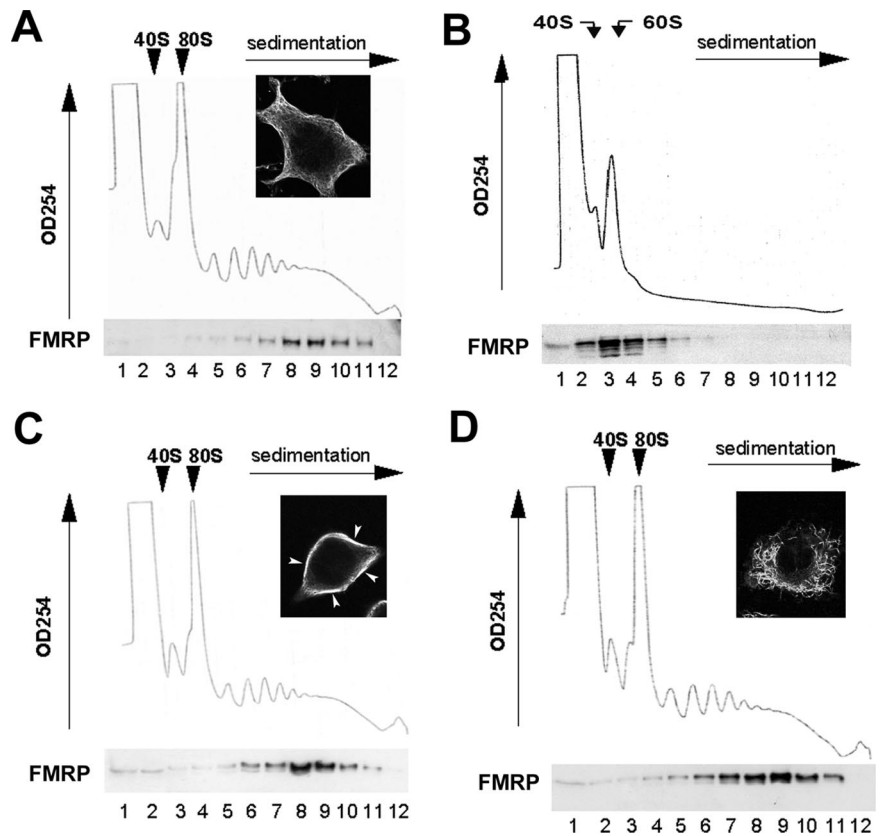 A
40S 80S
sedimentation
OD254
FMRP
1 2 3 4 5 6 7 8 9 10 11 12
B
40S 60S
sedimentation
OD254
FMRP
1 2 3 4 5 6 7 8 9 10 11 12
C
40S 80S
sedimentation
OD254
FMRP
1 2 3 4 5 6 7 8 9 10 11 12
D
40S 80S
sedimentation
OD254
FMRP
1 2 3 4 5 6 7 8 9 10 11 12